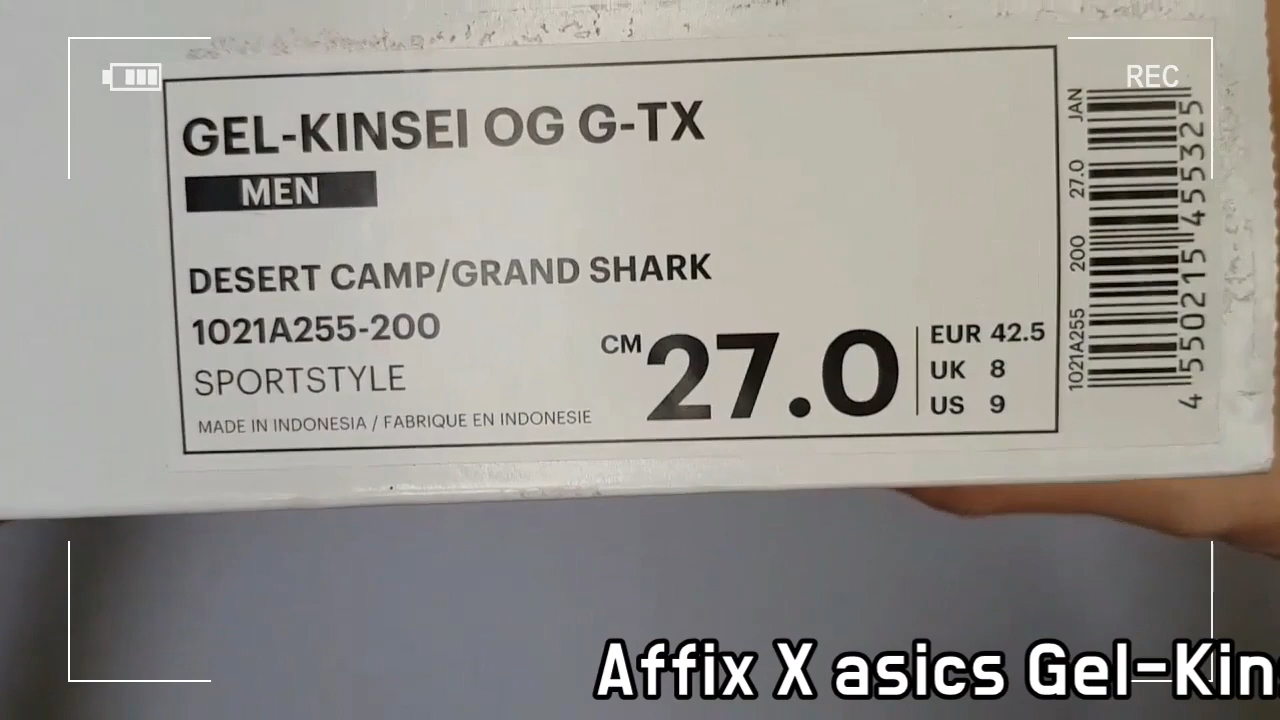 REC
GEL-KINSEI OG G-TX
MEN
DESERT CAMP/GRAND SHARK
1021A255-200
SPORTSTYLE
MADE IN INDONESIA / FABRIQUE EN INDONESIE
CM 27.0
EUR 42.5
UK 8
US 9
1021A255 200 27.0 JAN
4 550215 455325
Affix X asics Gel-Kins